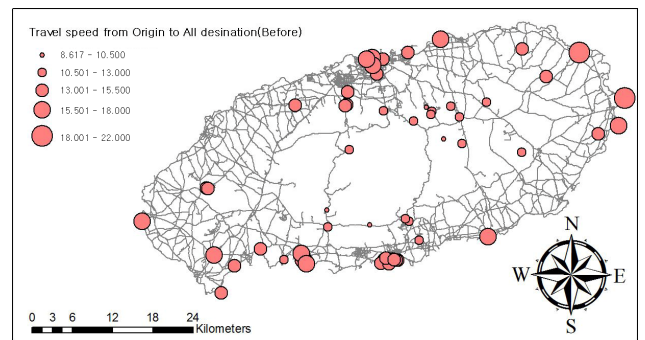 Travel speed from Origin to All desination(Before)
8.617 - 10.500
10.501 - 13.000
13.001 - 15.500
15.501 - 18.000
18.001 - 22.000
N
W E
S
0 3 6 12 18 24
Kilometers